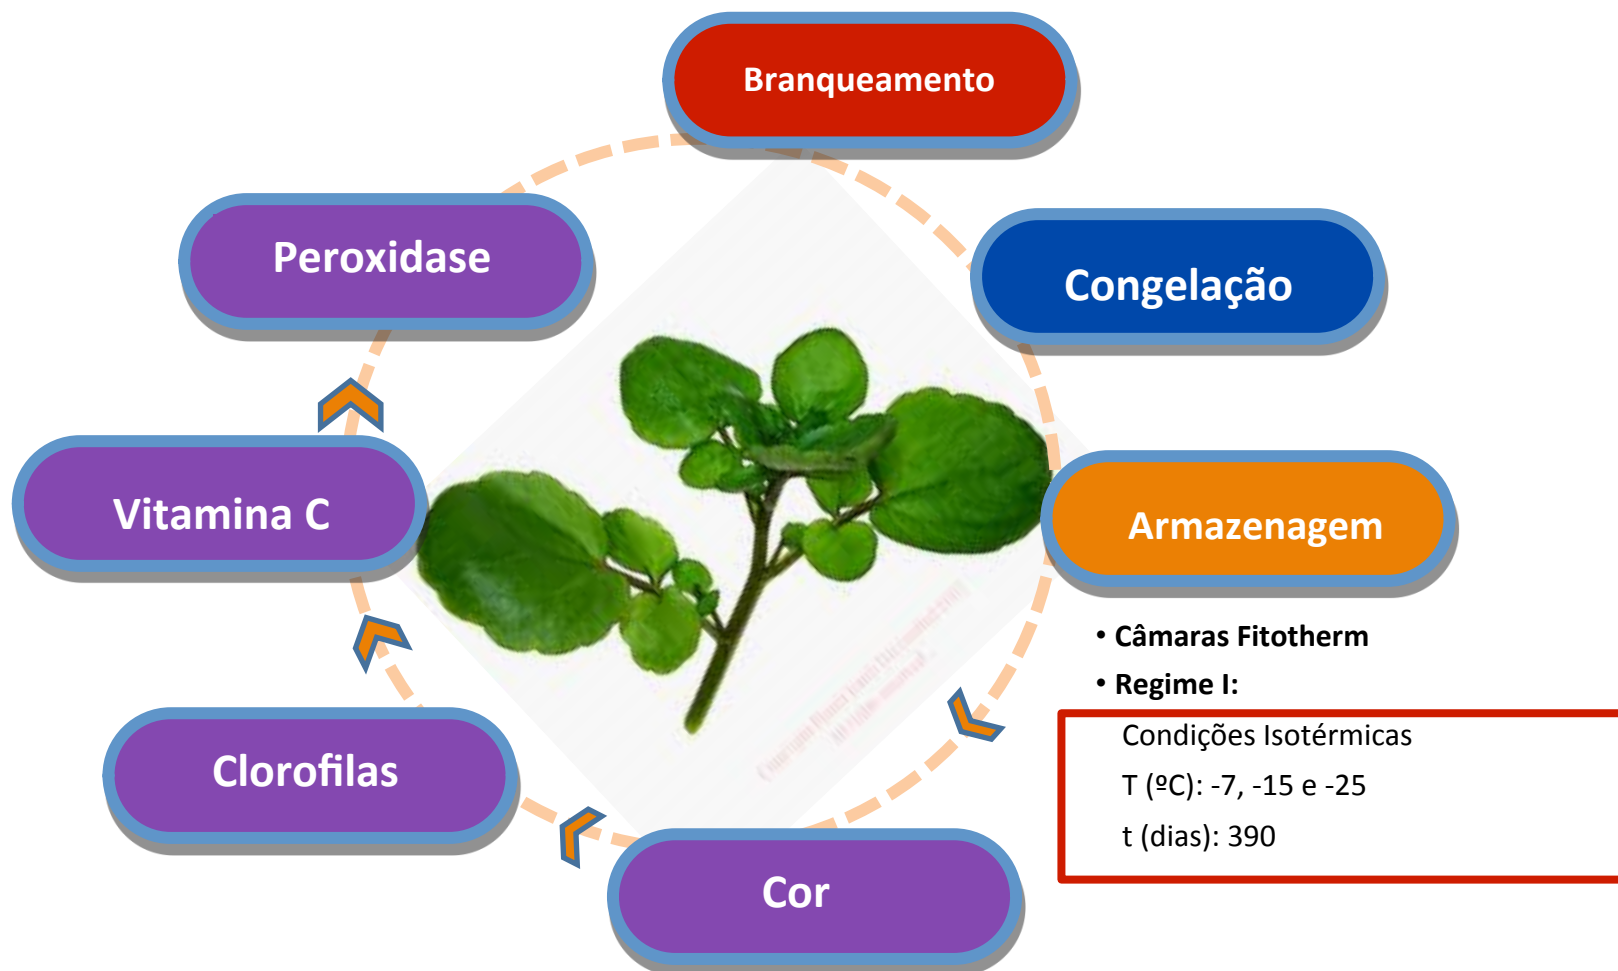 Branqueamento
Peroxidase
Congelação
Vitamina C
Armazenagem
• Câmaras Fitotherm
• Regime I:
Condições Isotérmicas
T (ºC): -7, -15 e -25
t (dias): 390
Clorofilas
Cor